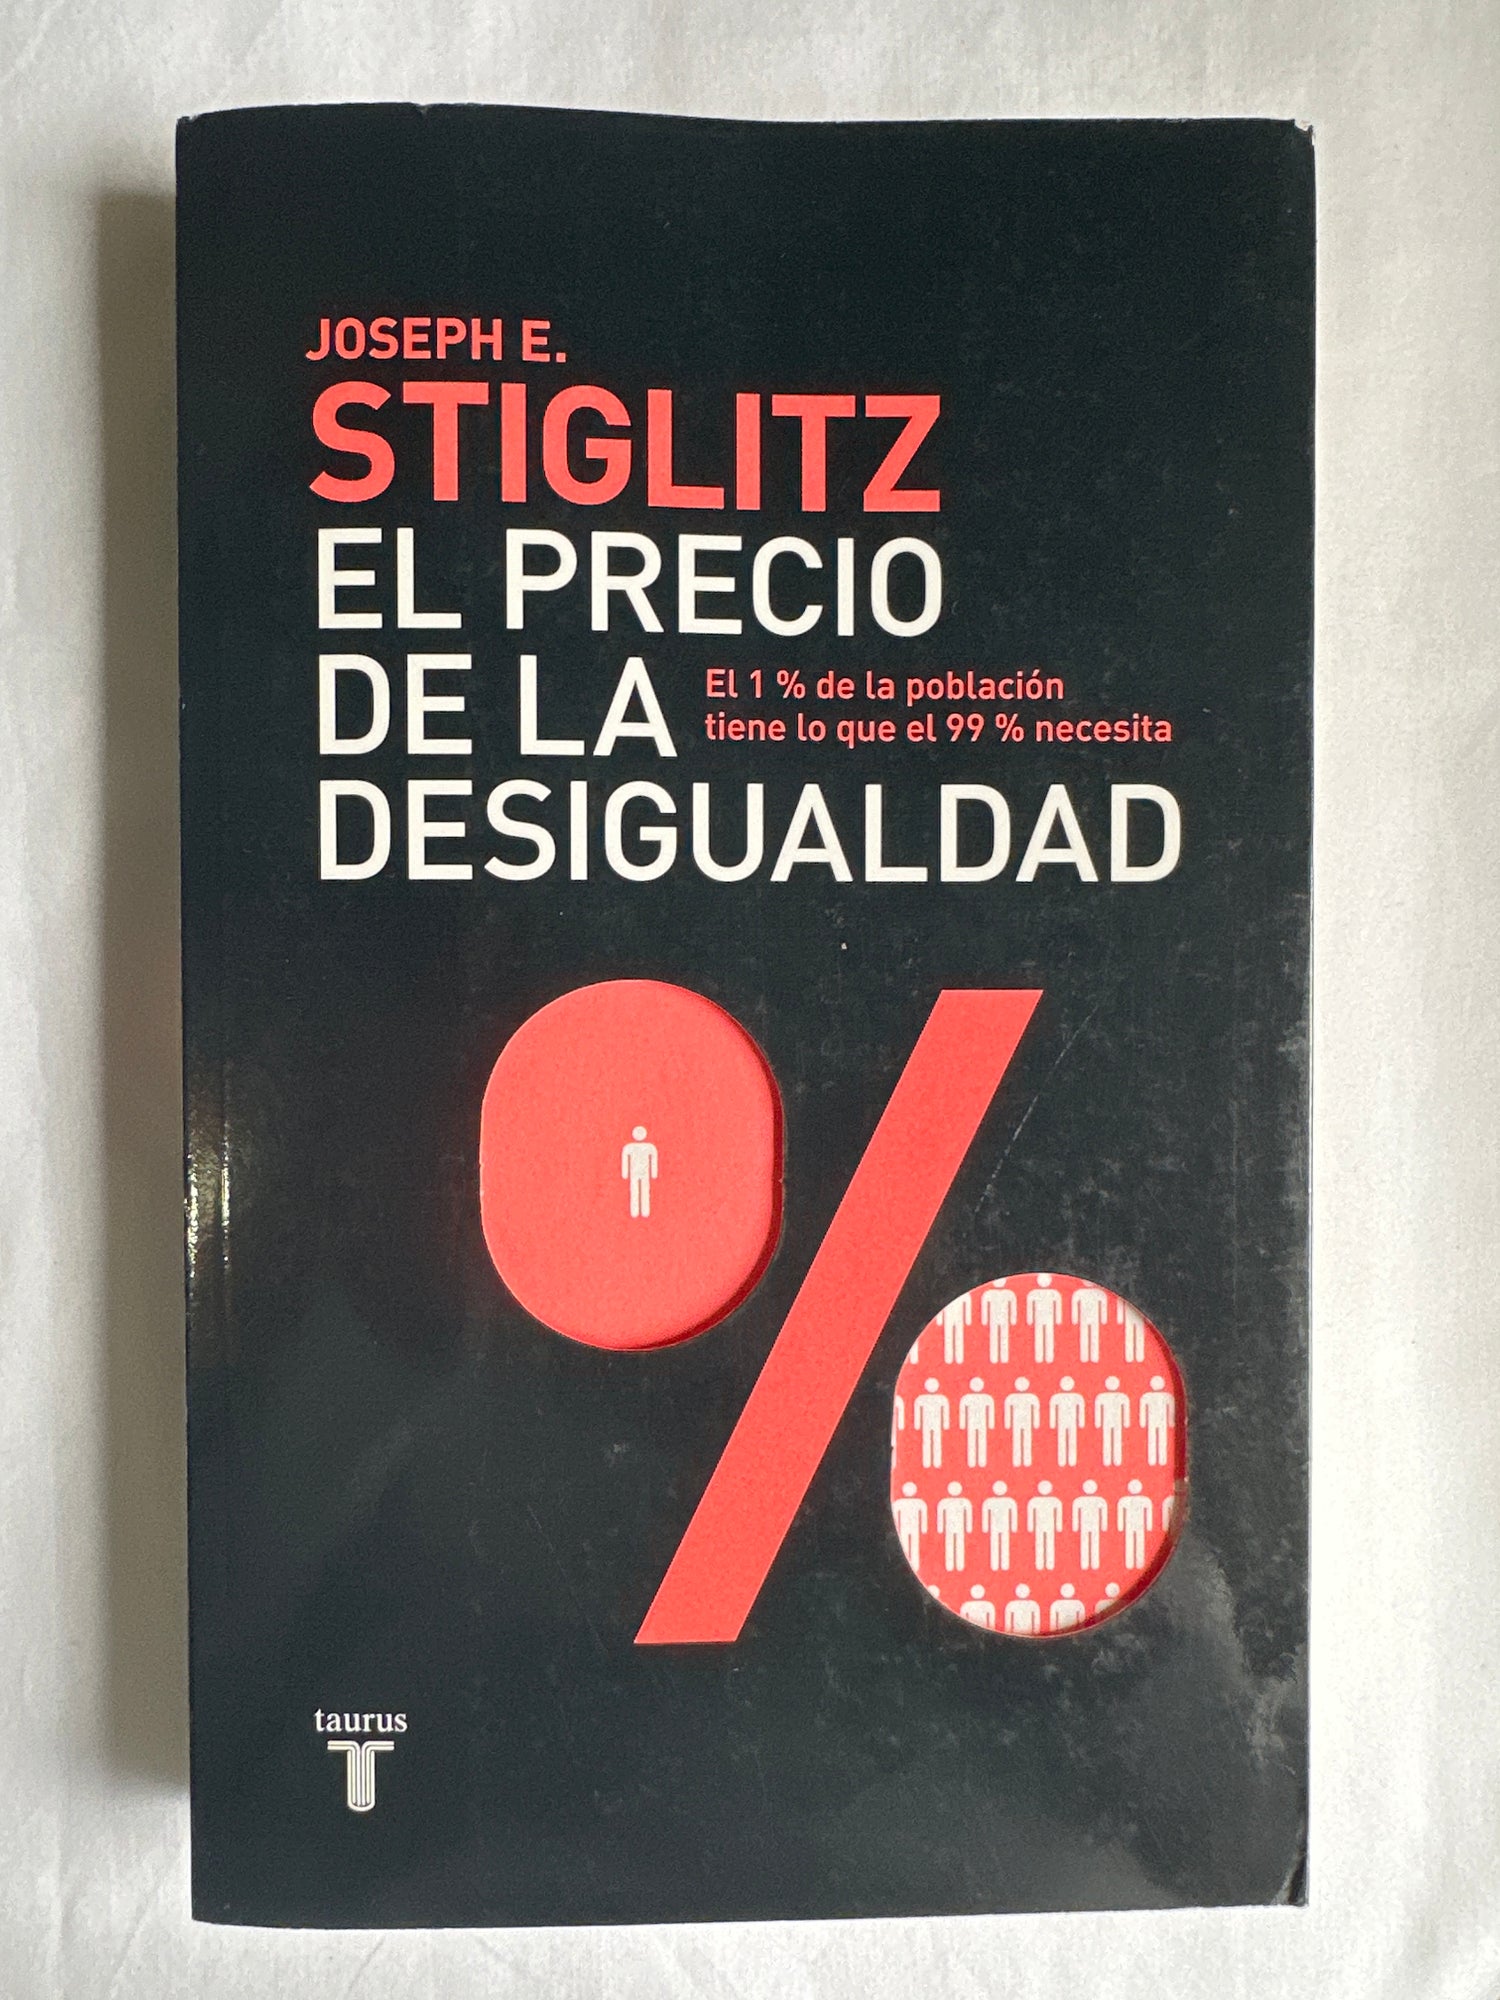 JOSEPH E.
STIGLITZ
EL PRECIO
DE LA
El 1 % de la población
tiene lo que el 99 % necesita
DESIGUALDAD
%
taurus
T